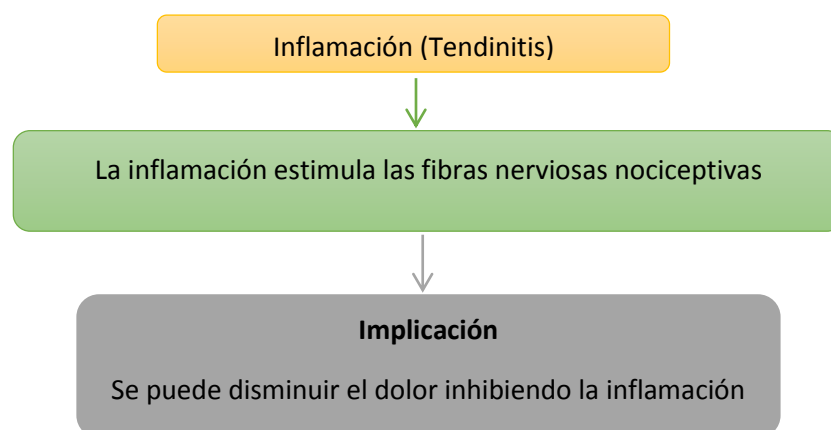 Inflamación (Tendinitis)
La inflamación estimula las fibras nerviosas nociceptivas
Implicación
Se puede disminuir el dolor inhibiendo la inflamación